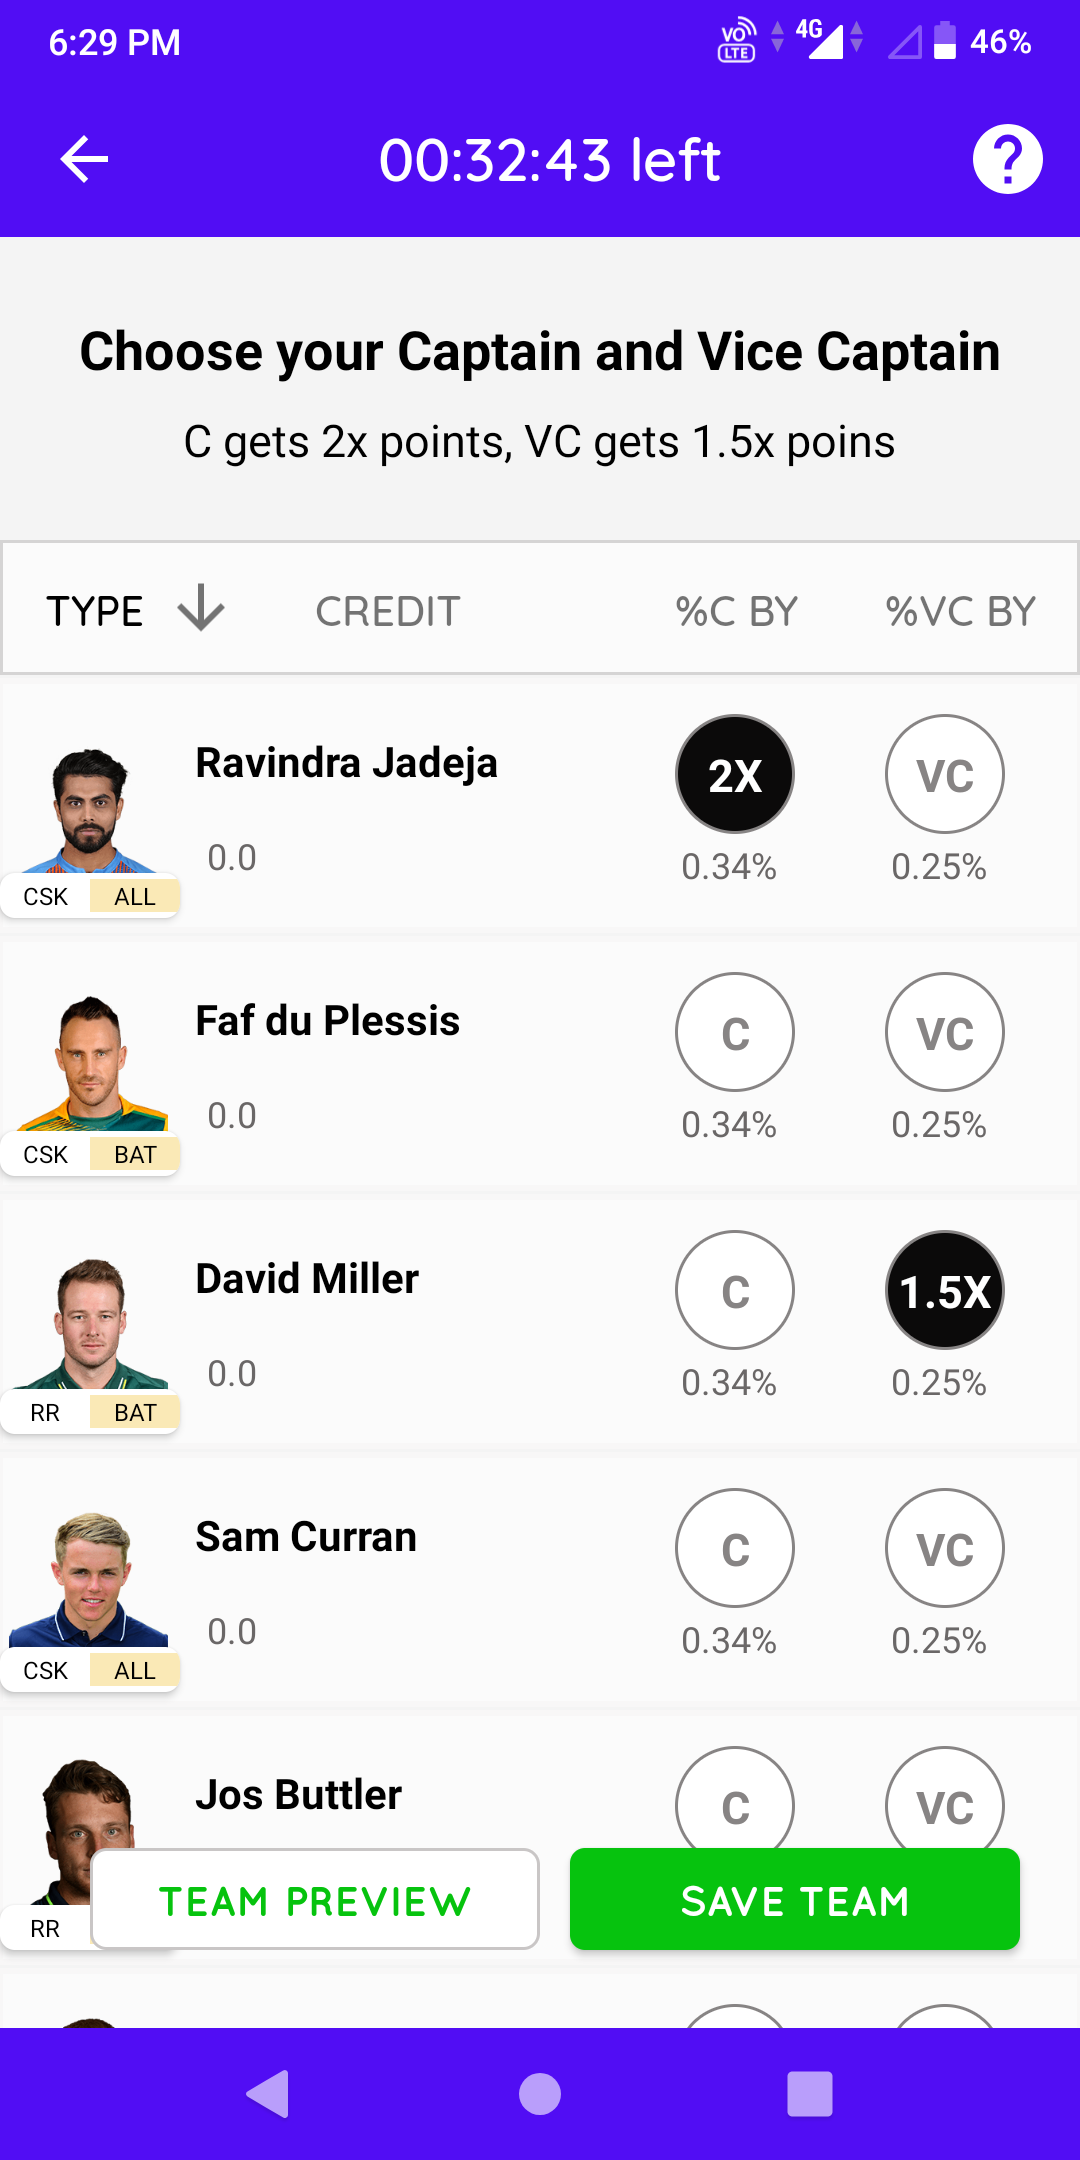 6:29 PM VO LTE 4G 46%
00:32:43 left ?
Choose your Captain and Vice Captain
C gets 2x points, VC gets 1.5x poins
TYPE CREDIT %C BY %VC BY
Ravindra Jadeja 2X VC
0.0 0.34% 0.25%
CSK ALL
Faf du Plessis C VC
0.0 0.34% 0.25%
CSK BAT
David Miller C 1.5X
0.0 0.34% 0.25%
RR BAT
Sam Curran C VC
0.0 0.34% 0.25%
CSK ALL
Jos Buttler C VC
RR TEAM PREVIEW SAVE TEAM